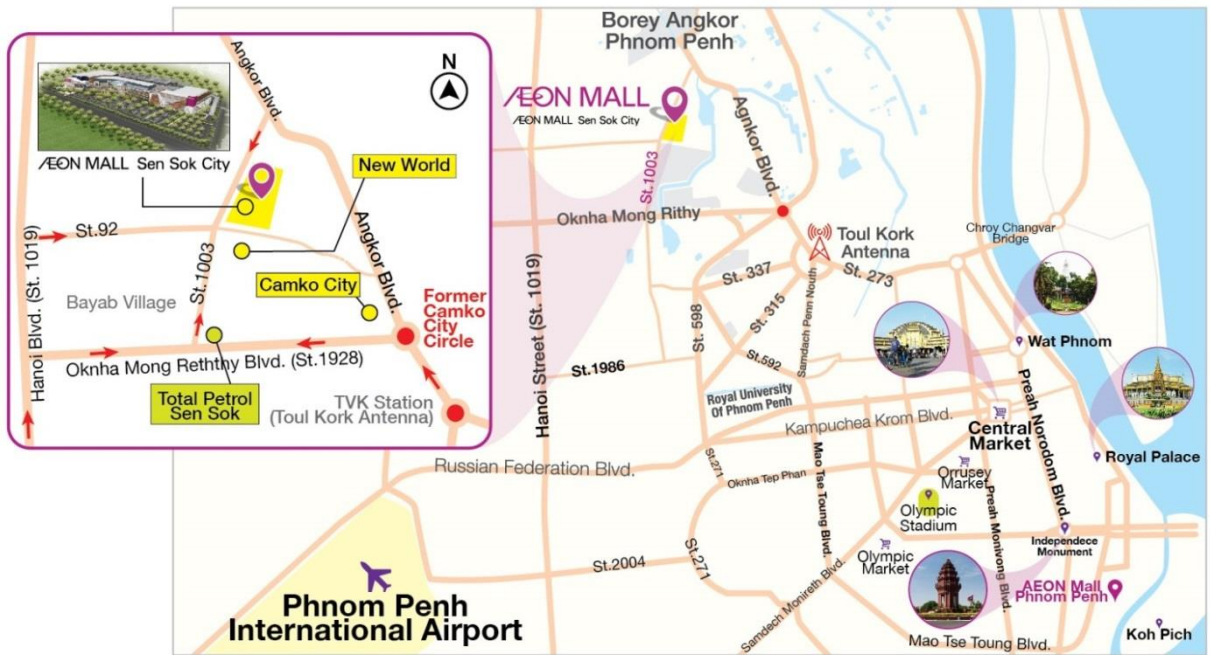 N
Angkor Blvd.
ÆON MALL Sen Sok City
New World
St.92
Hanoi Blvd. (St. 1019)
St.1003
Angkor Blvd.
Camko City
Bayab Village
Former
Camko
City
Circle
Oknha Mong Reththy Blvd. (St.1928)
Total Petrol
Sen Sok
TVK Station
(Toul Kork Antenna)
Borey Angkor
Phnom Penh
ÆON MALL
ÆON MALL Sen Sok City
Agnkor Blvd.
St.1003
Oknha Mong Rithy
Toul Kork
Antenna
Chroy Changvar
Bridge
St. 337
St. 273
St. 315
Samdach Penn Nouth
Hanoi Street (St. 1019)
St. 598
Wat Phnom
St.1986
St.592
Royal University
Of Phnom Penh
Kampuchea Krom Blvd.
Central
Market
Preah Norodom Blvd.
Royal Palace
Russian Federation Blvd.
St.271
Oknha Tep Phan
Mao Tse Toung Blvd.
Orrusey
Market
Preah Monivong Blvd.
Olympic
Stadium
Independece
Monument
Olympic
Market
St.2004
St.271
Samdech Monireth Blvd.
AEON Mall
Phnom Penh
Phnom Penh
International Airport
Mao Tse Toung Blvd.
Koh Pich